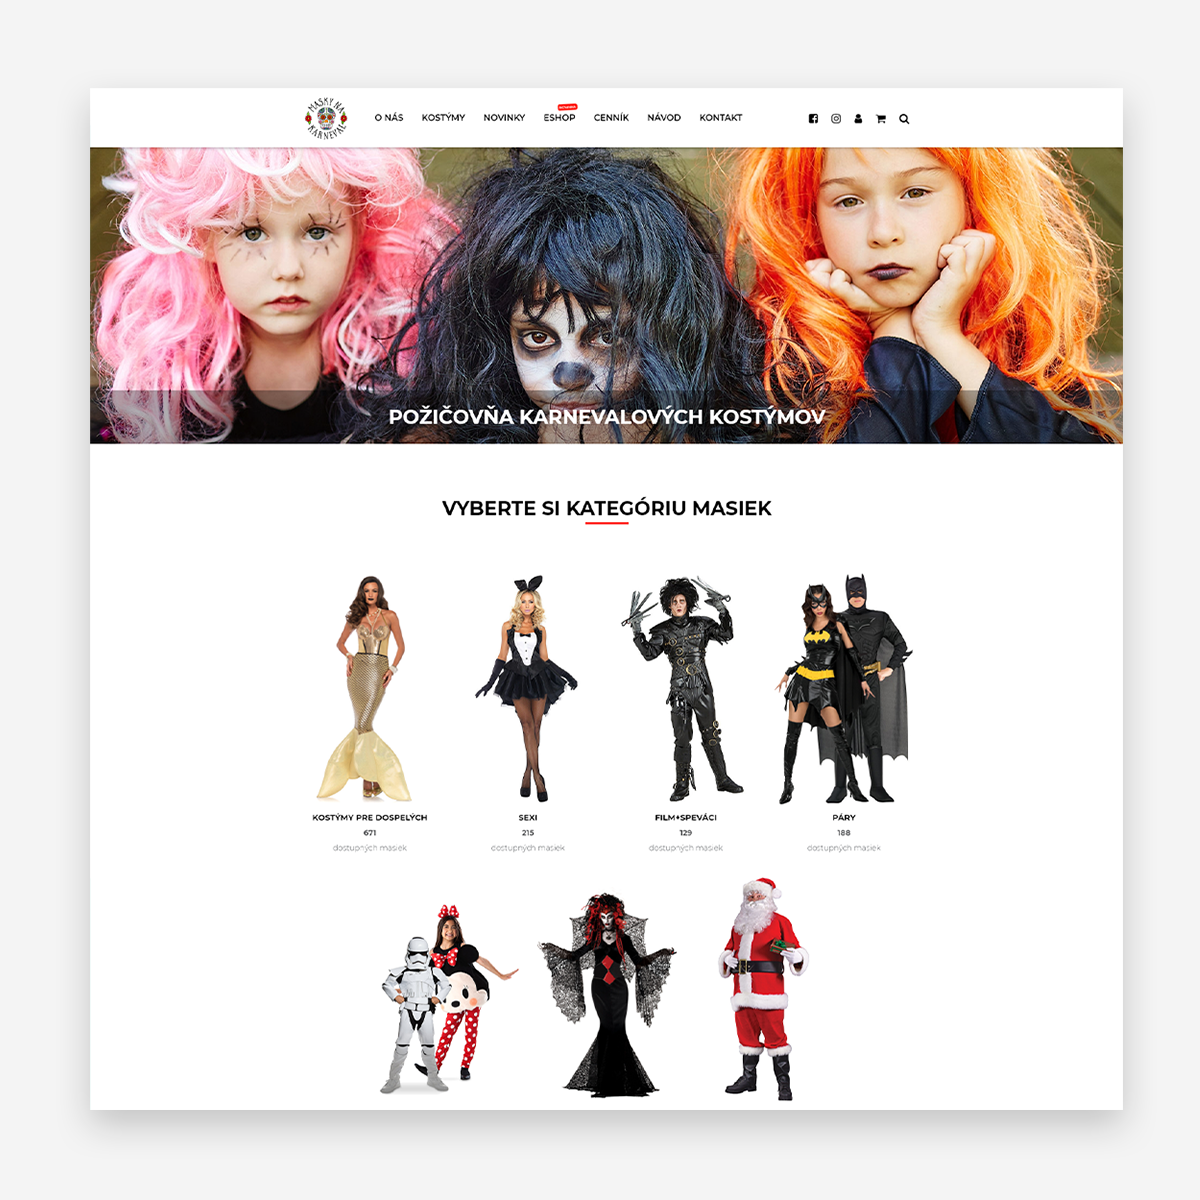 MASKY NA
KARNEVAL
O NÁS KOSTÝMY NOVINKY ESHOP CENNÍK NÁVOD KONTAKT
POŽIČOVŇA KARNEVALOVÝCH KOSTÝMOV
VYBERTE SI KATEGÓRIU MASIEK
KOSTÝMY PRE DOSPELÝCH
671
dostupných masiek
SEXI
215
dostupných masiek
FILM+SPEVÁCI
129
dostupných masiek
PÁRY
188
dostupných masiek